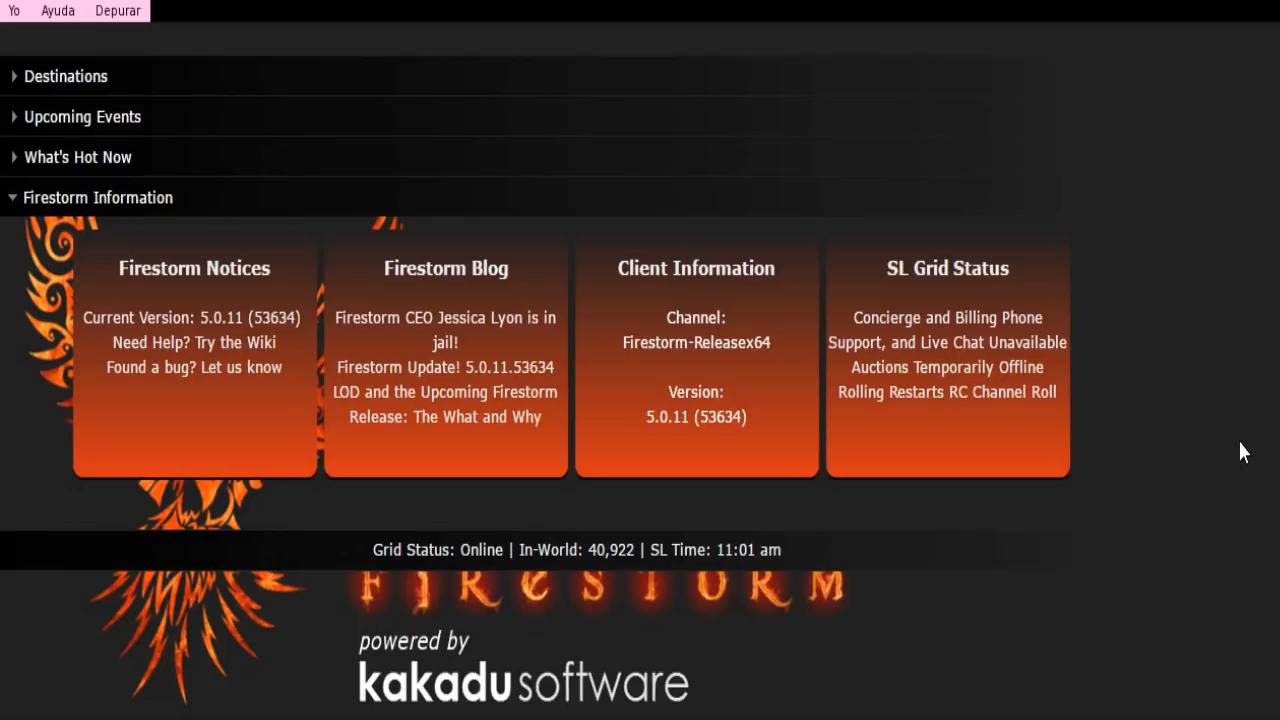 Yo Ayuda Depurar
Destinations
Upcoming Events
What's Hot Now
Firestorm Information
Firestorm Notices
Current Version: 5.0.11 (53634)
Need Help? Try the Wiki
Found a bug? Let us know
Firestorm Blog
Firestorm CEO Jessica Lyon is in
jail!
Firestorm Update! 5.0.11.53634
LOD and the Upcoming Firestorm
Release: The What and Why
Client Information
Channel:
Firestorm-Releasex64
Version:
5.0.11 (53634)
SL Grid Status
Concierge and Billing Phone
Support, and Live Chat Unavailable
Auctions Temporarily Offline
Rolling Restarts RC Channel Roll
Grid Status: Online | In-World: 40,922 | SL Time: 11:01 am
FIRESTORM
powered by
kakadu software